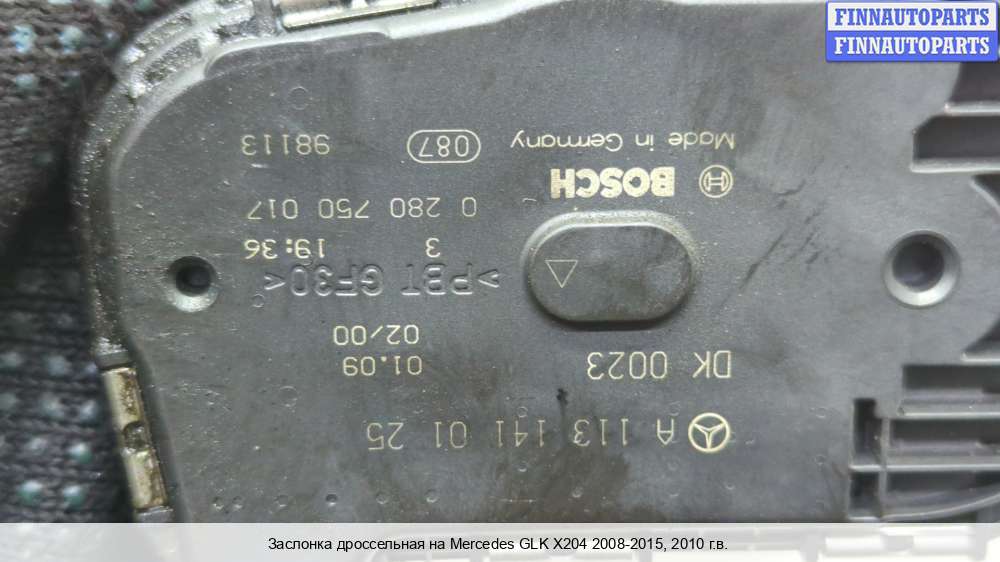 FINNAUTOPARTS
FINNAUTOPARTS
A 113 141 01 25
DK 0023
01.09
02/00
>PBT GF30<
3 19:36
0 280 750 017
BOSCH
Made in Germany 087 98113
Заслонка дроссельная на Mercedes GLK X204 2008-2015, 2010 г.в.